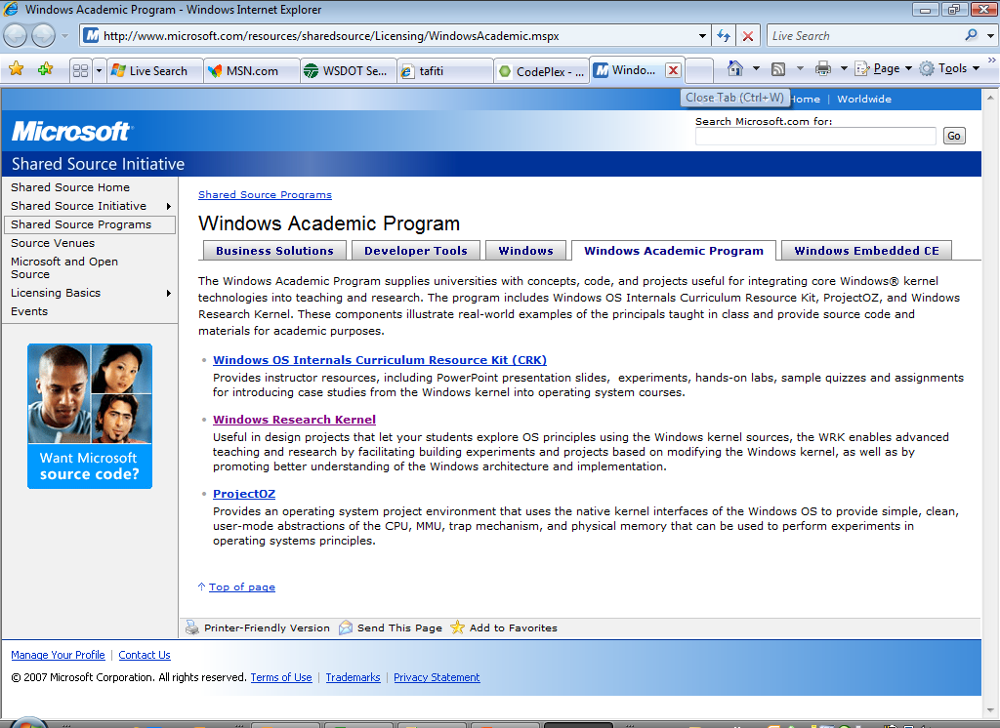 Windows Academic Program - Windows Internet Explorer
http://www.microsoft.com/resources/sharedsource/Licensing/WindowsAcademic.mspx
Live Search
Live Search
MSN.com
WSDOT Se...
tafiti
CodePlex - ...
Windo...
Page
Tools
Close Tab (Ctrl+W)
Home | Worldwide
Microsoft
Search Microsoft.com for:
Go
Shared Source Initiative
Shared Source Home
Shared Source Initiative
Shared Source Programs
Source Venues
Microsoft and Open
Source
Licensing Basics
Events
Want Microsoft
source code?
Shared Source Programs
Windows Academic Program
Business Solutions
Developer Tools
Windows
Windows Academic Program
Windows Embedded CE
The Windows Academic Program supplies universities with concepts, code, and projects useful for integrating core Windows® kernel
technologies into teaching and research. The program includes Windows OS Internals Curriculum Resource Kit, ProjectOZ, and Windows
Research Kernel. These components illustrate real-world examples of the principals taught in class and provide source code and
materials for academic purposes.
Windows OS Internals Curriculum Resource Kit (CRK)
Provides instructor resources, including PowerPoint presentation slides, experiments, hands-on labs, sample quizzes and assignments
for introducing case studies from the Windows kernel into operating system courses.
Windows Research Kernel
Useful in design projects that let your students explore OS principles using the Windows kernel sources, the WRK enables advanced
teaching and research by facilitating building experiments and projects based on modifying the Windows kernel, as well as by
promoting better understanding of the Windows architecture and implementation.
ProjectOZ
Provides an operating system project environment that uses the native kernel interfaces of the Windows OS to provide simple, clean,
user-mode abstractions of the CPU, MMU, trap mechanism, and physical memory that can be used to perform experiments in
operating systems principles.
Top of page
Printer-Friendly Version
Send This Page
Add to Favorites
Manage Your Profile | Contact Us
© 2007 Microsoft Corporation. All rights reserved. Terms of Use | Trademarks | Privacy Statement